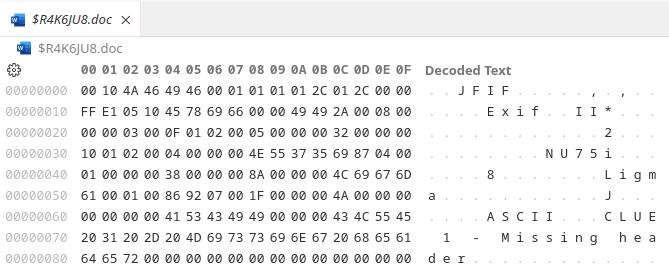 $R4K6JU8.doc ×
$R4K6JU8.doc
00 01 02 03 04 05 06 07 08 09 0A 0B 0C 0D 0E 0F Decoded Text
00000000 00 10 4A 46 49 46 00 01 01 01 01 2C 01 2C 00 00 . . J F I F . . . . . , . , . .
00000010 FF E1 05 10 45 78 69 66 00 00 49 49 2A 00 08 00 . . . . E x i f . . I I * . . .
00000020 00 00 03 00 0F 01 02 00 05 00 00 00 32 00 00 00 . . . . . . . . . . . . 2 . . .
00000030 10 01 02 00 04 00 00 00 4E 55 37 35 69 87 04 00 . . . . . . . . N U 7 5 i . . .
00000040 01 00 00 00 38 00 00 00 8A 00 00 00 4C 69 67 6D . . . . 8 . . . . . . . L i g m
00000050 61 00 01 00 86 92 07 00 1F 00 00 00 4A 00 00 00 a . . . . . . . . . . . J . . .
00000060 00 00 00 00 41 53 43 49 49 00 00 00 43 4C 55 45 . . . . A S C I I . . . C L U E
00000070 20 31 20 2D 20 4D 69 73 73 69 6E 67 20 68 65 61 1 - M i s s i n g h e a
00000080 64 65 72 00 00 00 00 00 00 00 00 00 00 00 00 00 d e r . . . . . . . . . . . . .